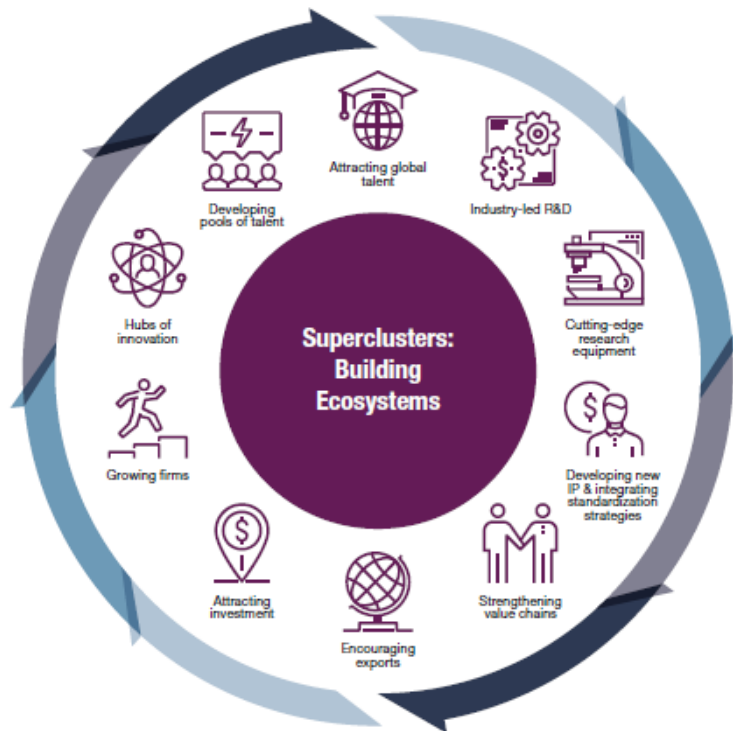 Attracting global
talent
Industry-led R&D
Cutting-edge
research
equipment
Developing new
IP & integrating
standardization
strategies
Strengthening
value chains
Encouraging
exports
Attracting
investment
Growing firms
Hubs of
innovation
Developing
pools of talent
Superclusters:
Building
Ecosystems